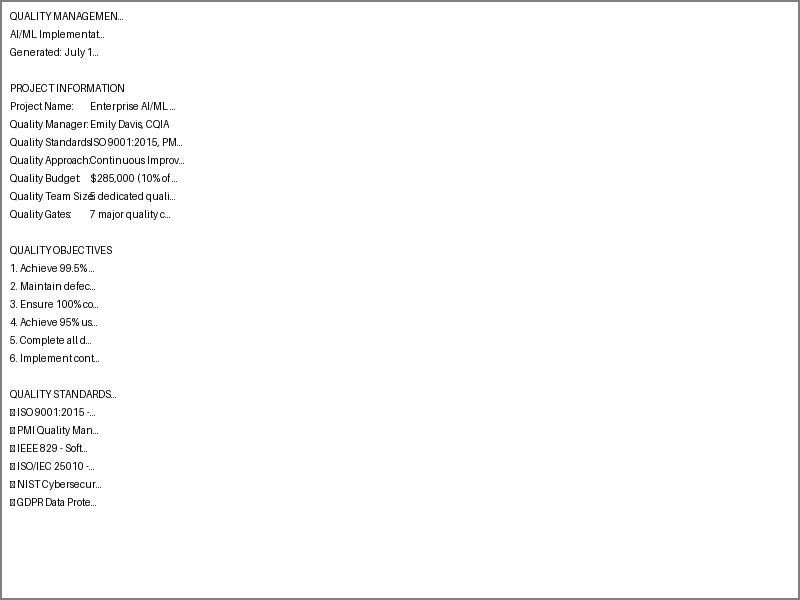 QUALITY MANAGEMEN...
AI/ML Implementat...
Generated: July 1...
PROJECT INFORMATION
Project Name: Enterprise AI/ML ...
Quality Manager: Emily Davis, CQIA
Quality Standards ISO 9001:2015, PM...
Quality Approach: Continuous Improv...
Quality Budget: $285,000 (10% of ...
Quality Team Size: 5 dedicated quali...
Quality Gates: 7 major quality c...
QUALITY OBJECTIVES
1. Achieve 99.5% ...
2. Maintain defec...
3. Ensure 100% co...
4. Achieve 95% us...
5. Complete all d...
6. Implement cont...
QUALITY STANDARDS...
ISO 9001:2015 -...
PMI Quality Man...
IEEE 829 - Soft...
ISO/IEC 25010 -...
NIST Cybersecur...
GDPR Data Prote...